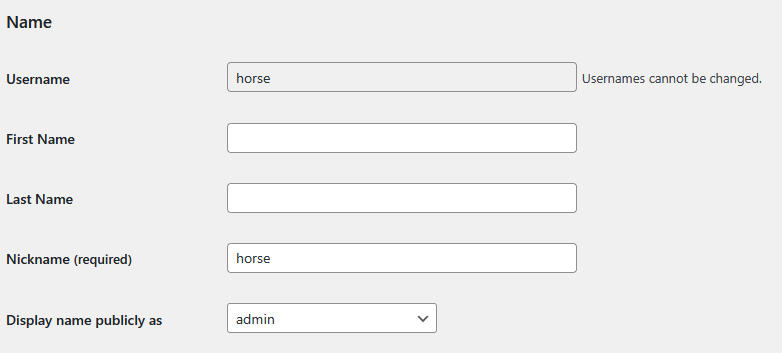 Name
Username horse Usernames cannot be changed.
First Name
Last Name
Nickname (required) horse
Display name publicly as admin